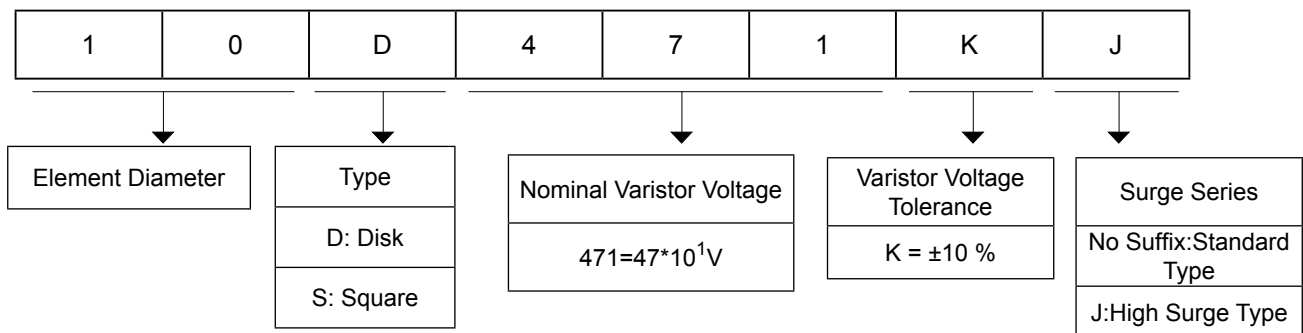 1 0 D 4 7 1 K J
Element Diameter
Type
D: Disk
S: Square
Nominal Varistor Voltage
471=47*10¹V
Varistor Voltage
Tolerance
K = ±10 %
Surge Series
No Suffix:Standard
Type
J:High Surge Type